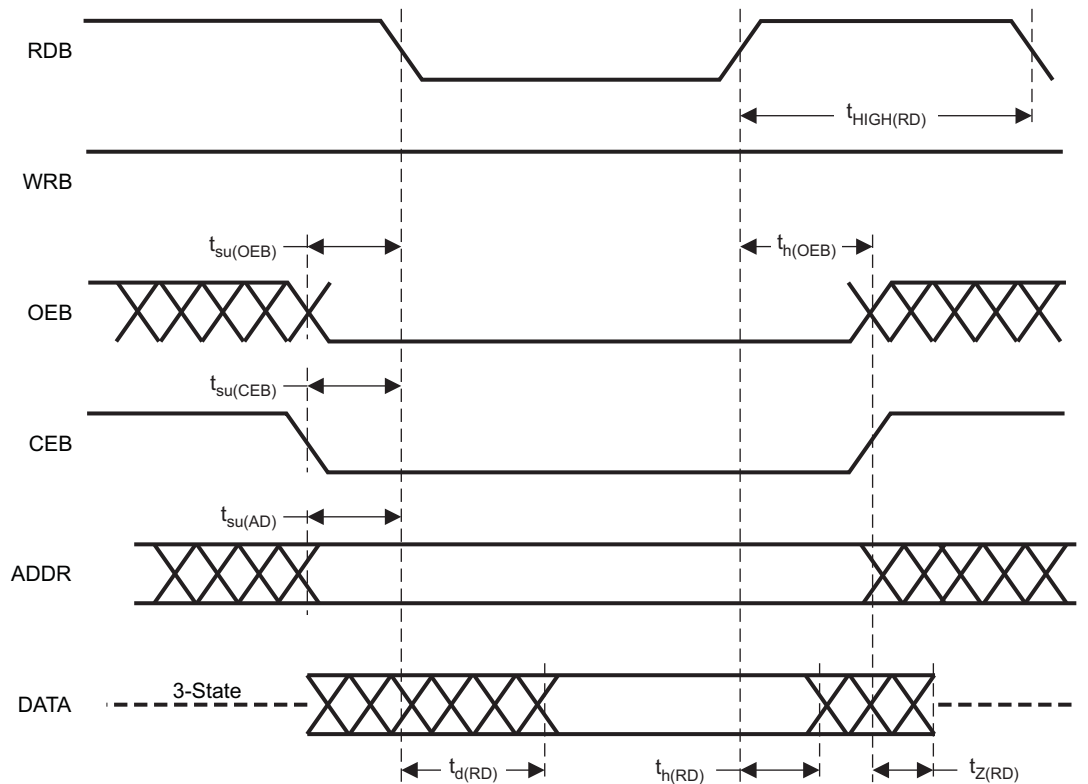 RDB
tHIGH(RD)
WRB
tsu(OEB)
th(OEB)
OEB
tsu(CEB)
CEB
tsu(AD)
ADDR
3-State
DATA
td(RD)
th(RD)
tZ(RD)